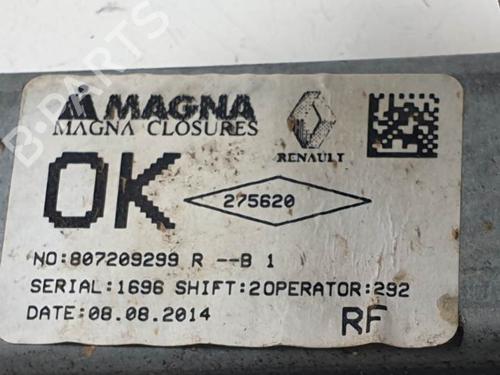 MAGNA
MAGNA CLOSURES
RENAULT
OK
275620
NO:807209299 R --B 1
SERIAL:1696 SHIFT:2OPERATOR:292
DATE:08.08.2014
RF
B-PARTS